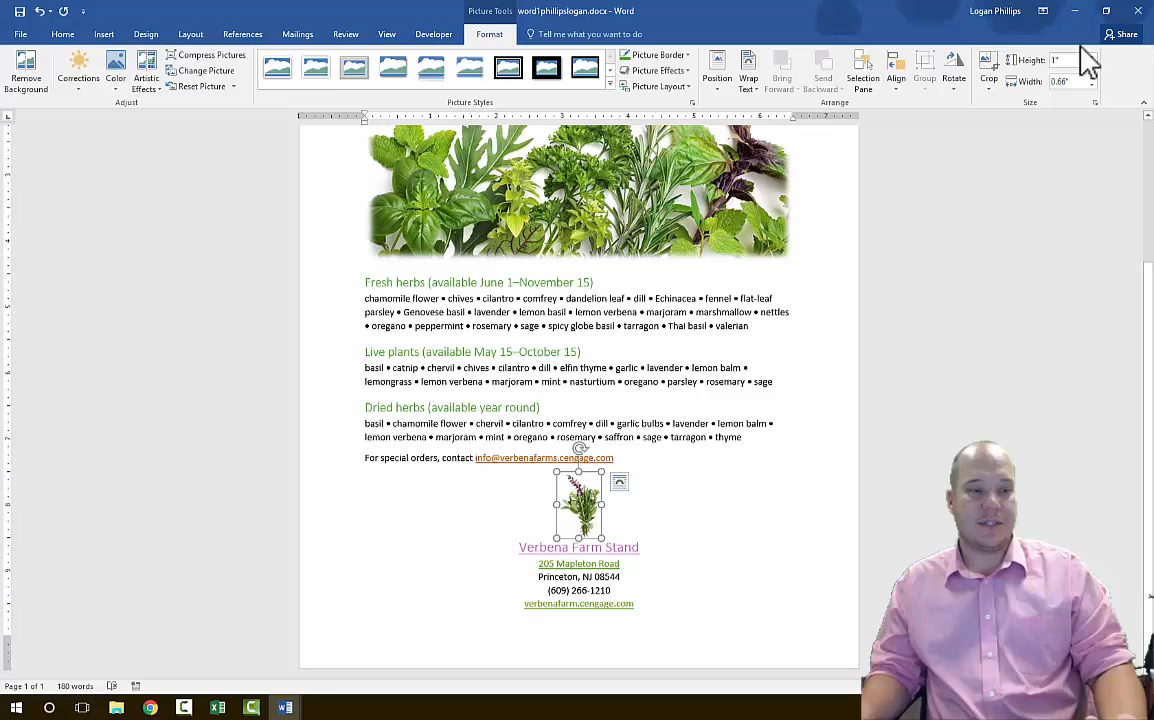 Picture Tools
word1phillipslogan.docx - Word
Logan Phillips
File
Home
Insert
Design
Layout
References
Mailings
Review
View
Developer
Format
Tell me what you want to do
Share
Remove
Background
Corrections
Color
Artistic
Effects
Compress Pictures
Change Picture
Reset Picture
Picture Border
Picture Effects
Picture Layout
Position
Wrap
Text
Bring
Forward
Send
Backward
Selection
Pane
Align
Group
Rotate
Crop
Height: 1"
Width: 0.66"
Adjust
Picture Styles
Arrange
Size
1 1 2 3 4 5 6 7
Fresh herbs (available June 1–November 15)
chamomile flower • chives • cilantro • comfrey • dandelion leaf • dill • Echinacea • fennel • flat-leaf
parsley • Genovese basil • lavender • lemon basil • lemon verbena • marjoram • marshmallow • nettles
• oregano • peppermint • rosemary • sage • spicy globe basil • tarragon • Thai basil • valerian
Live plants (available May 15–October 15)
basil • catnip • chervil • chives • cilantro • dill • elfin thyme • garlic • lavender • lemon balm •
lemongrass • lemon verbena • marjoram • mint • nasturtium • oregano • parsley • rosemary • sage
Dried herbs (available year round)
basil • chamomile flower • chervil • cilantro • comfrey • dill • garlic bulbs • lavender • lemon balm •
lemon verbena • marjoram • mint • oregano • rosemary • saffron • sage • tarragon • thyme
For special orders, contact info@verbenafarms.cengage.com
Verbena Farm Stand
205 Mapleton Road
Princeton, NJ 08544
(609) 266-1210
verbenafarm.cengage.com
Page 1 of 1
180 words